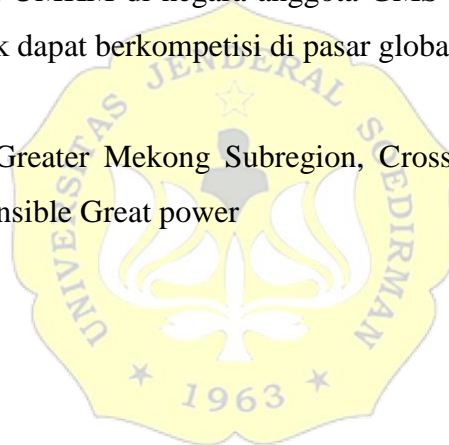 UMKM di negara anggota GMS
k dapat berkompetisi di pasar globa
Greater Mekong Subregion, Cross
nsible Great power
UNIVERSITAS JENDERAL SOEDIRMAN
1963